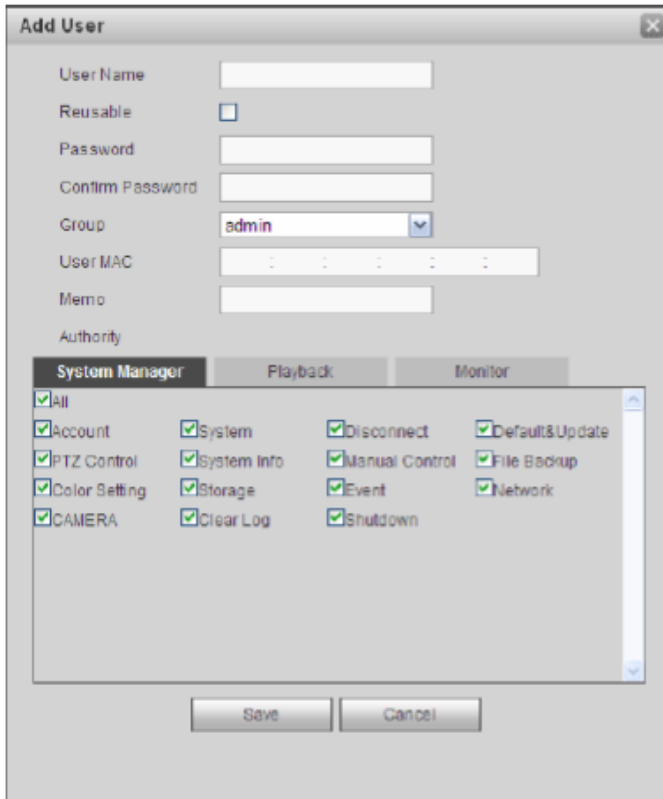 Add User
User Name
Reusable
Password
Confirm Password
Group admin
User MAC : : : : :
Memo
Authority
System Manager Playback Monitor
All
Account System Disconnect Default&Update
PTZ Control System Info Manual Control File Backup
Color Setting Storage Event Network
CAMERA Clear Log Shutdown
Save Cancel